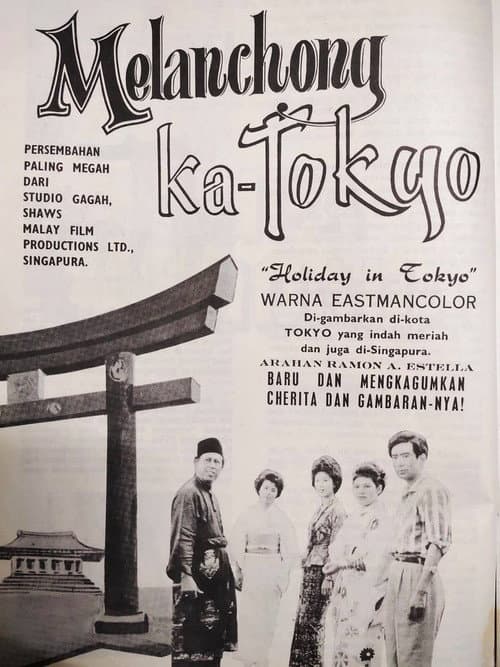 Melanchong
ka-Tokyo
PERSEMBAHAN
PALING MEGAH
DARI
STUDIO GAGAH,
SHAWS
MALAY FILM
PRODUCTIONS LTD.,
SINGAPURA.
"Holiday in Tokyo"
WARNA EASTMANCOLOR
Di-gambarkan di-kota
TOKYO yang indah meriah
dan juga di-Singapura.
ARAHAN RAMON A. ESTELLA
BARU DAN MENGKAGUMKAN
CHERITA DAN GAMBARAN-NYA!